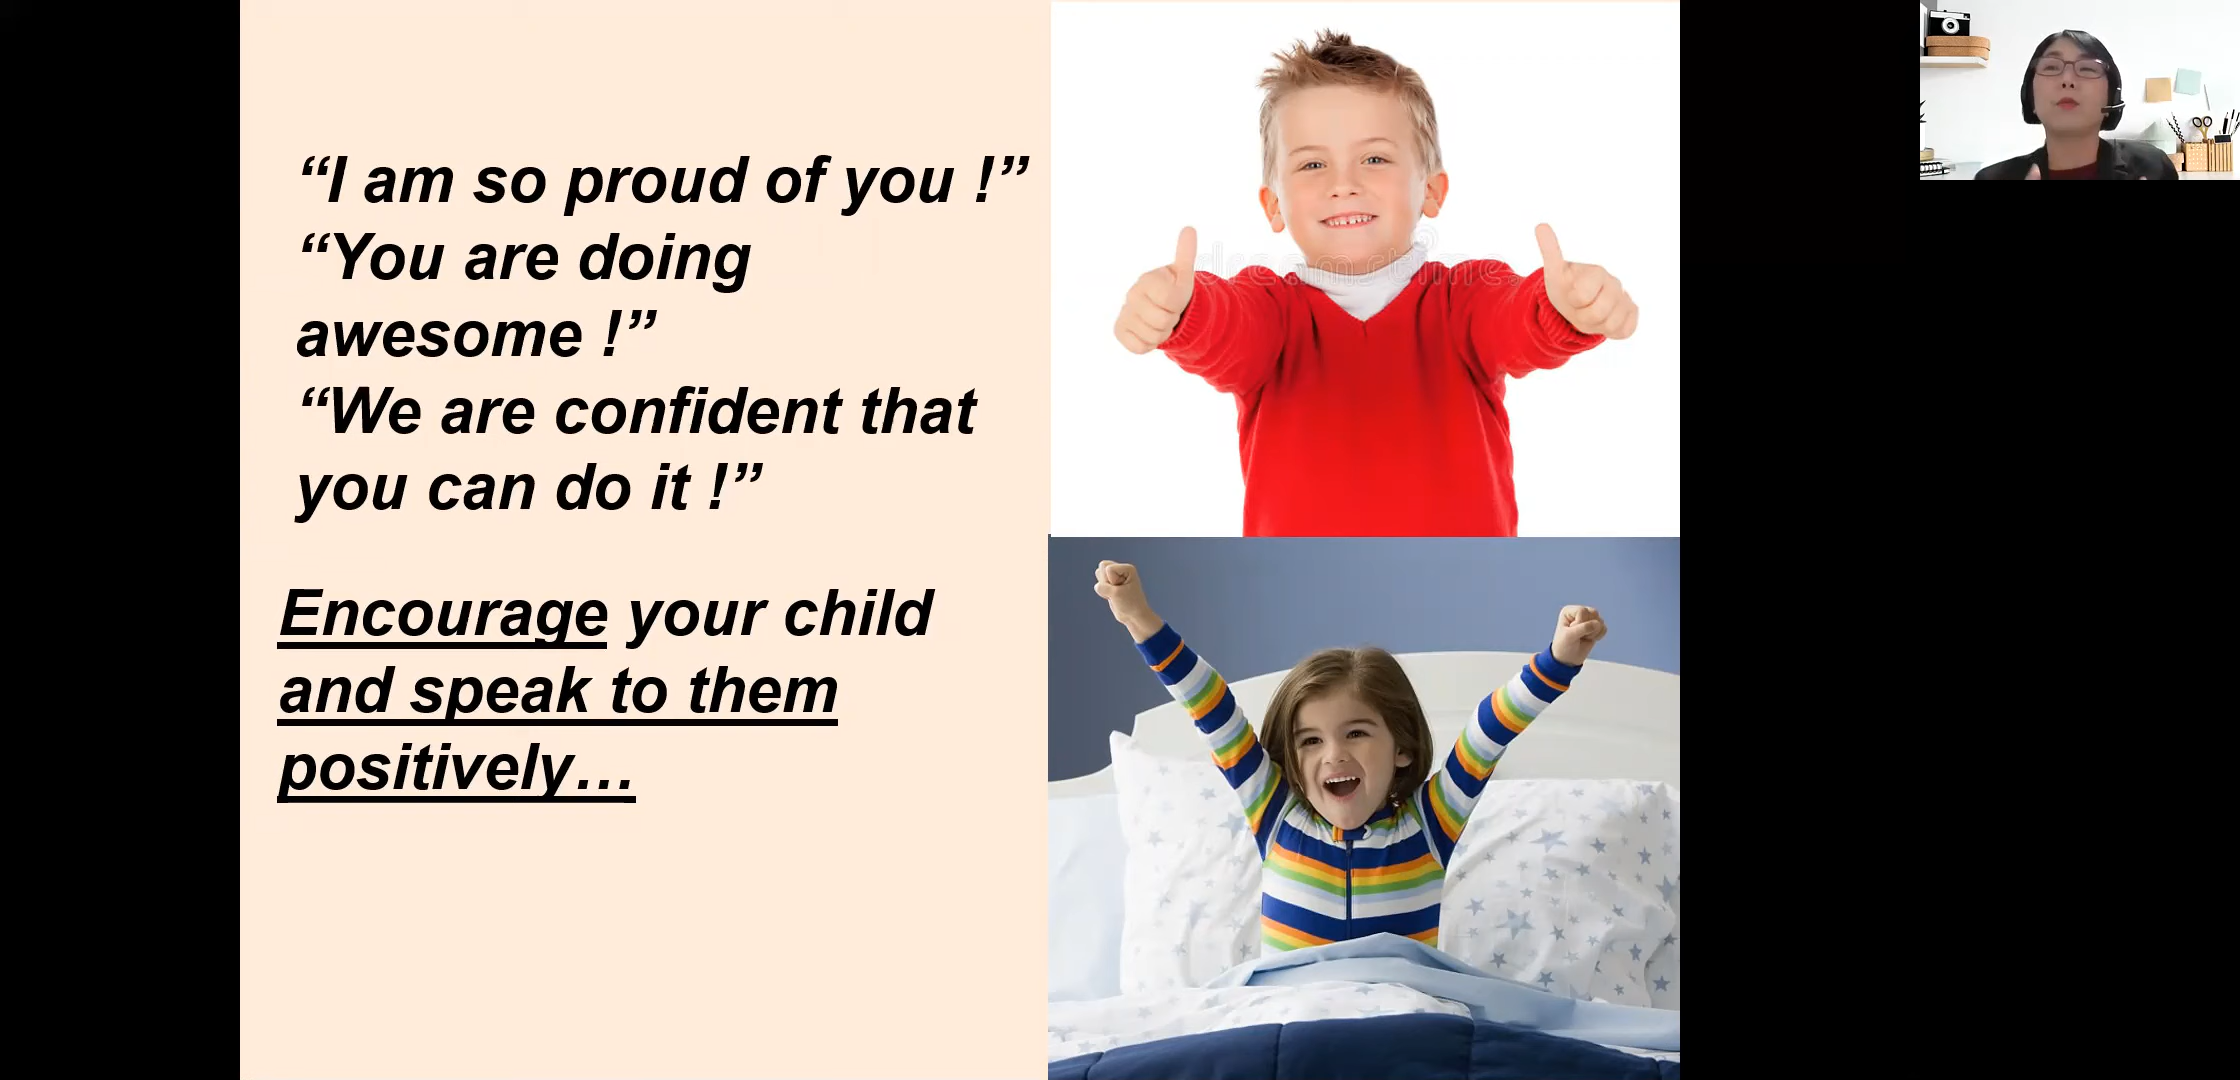 “I am so proud of you !”
“You are doing
awesome !”
“We are confident that
you can do it !”
Encourage your child
and speak to them
positively…
dreamstime.